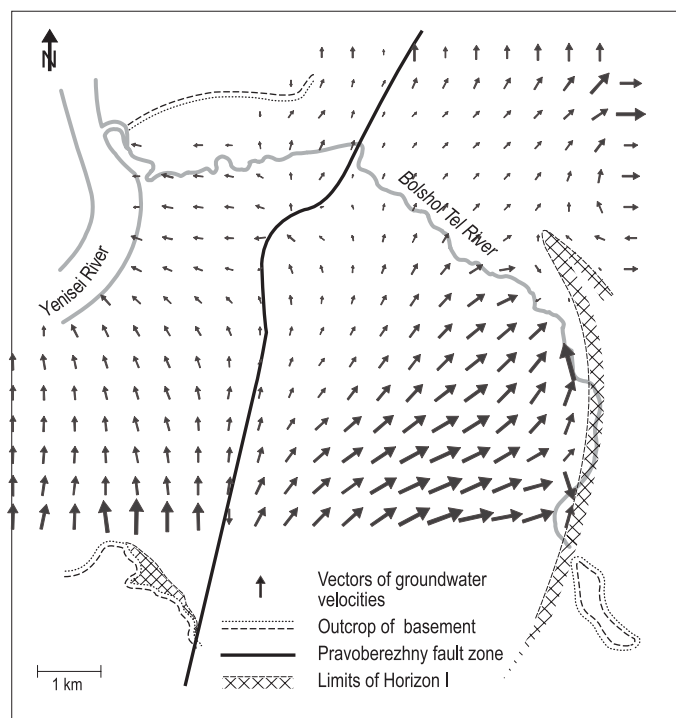 N
Bolshoi Tel River
Yenisei River
Vectors of groundwater
velocities
Outcrop of basement
Pravoberezhny fault zone
Limits of Horizon I
1 km